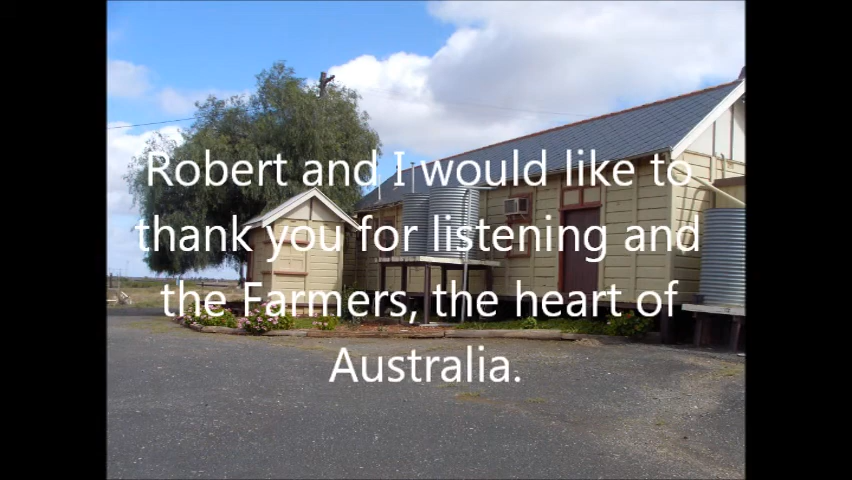 Robert and I would like to
thank you for listening and
the Farmers, the heart of
Australia.